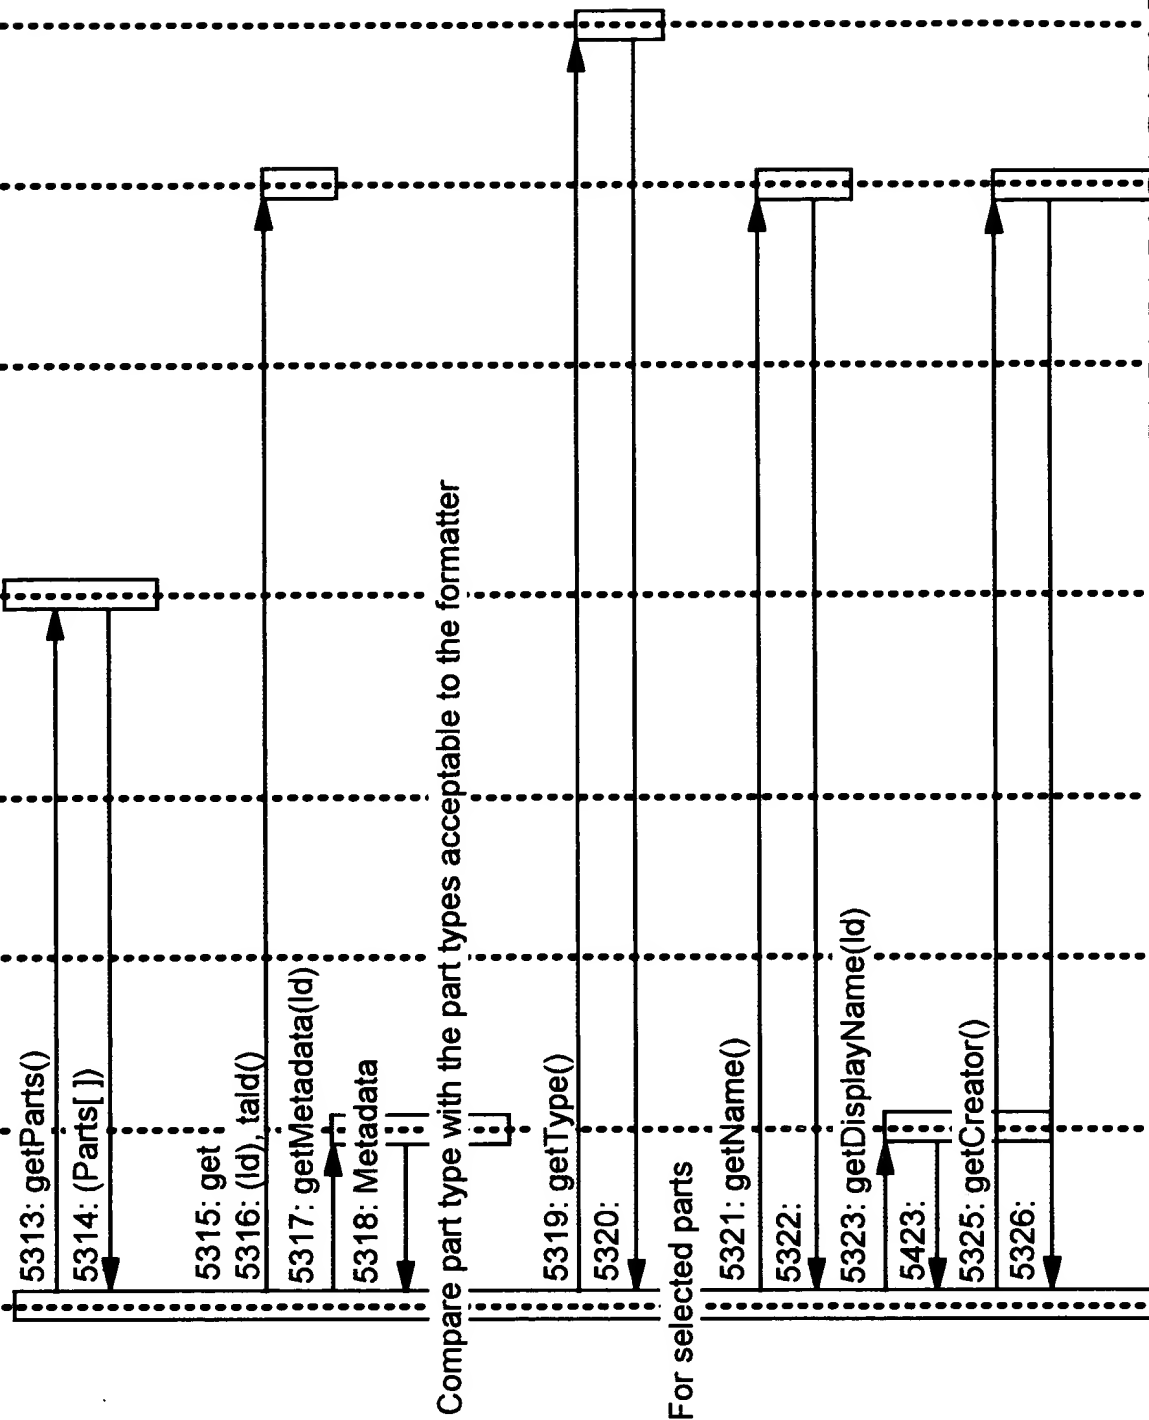 5313: getParts()
5314: (Parts[ ])
5315: get
5316: (Id), tald()
5317: getMetadata(Id)
5318: Metadata
Compare part type with the part types acceptable to the formatter
5319: getType()
5320:
For selected parts
5321: getName()
5322:
5323: getDisplayName(Id)
5423:
5325: getCreator()
5326: